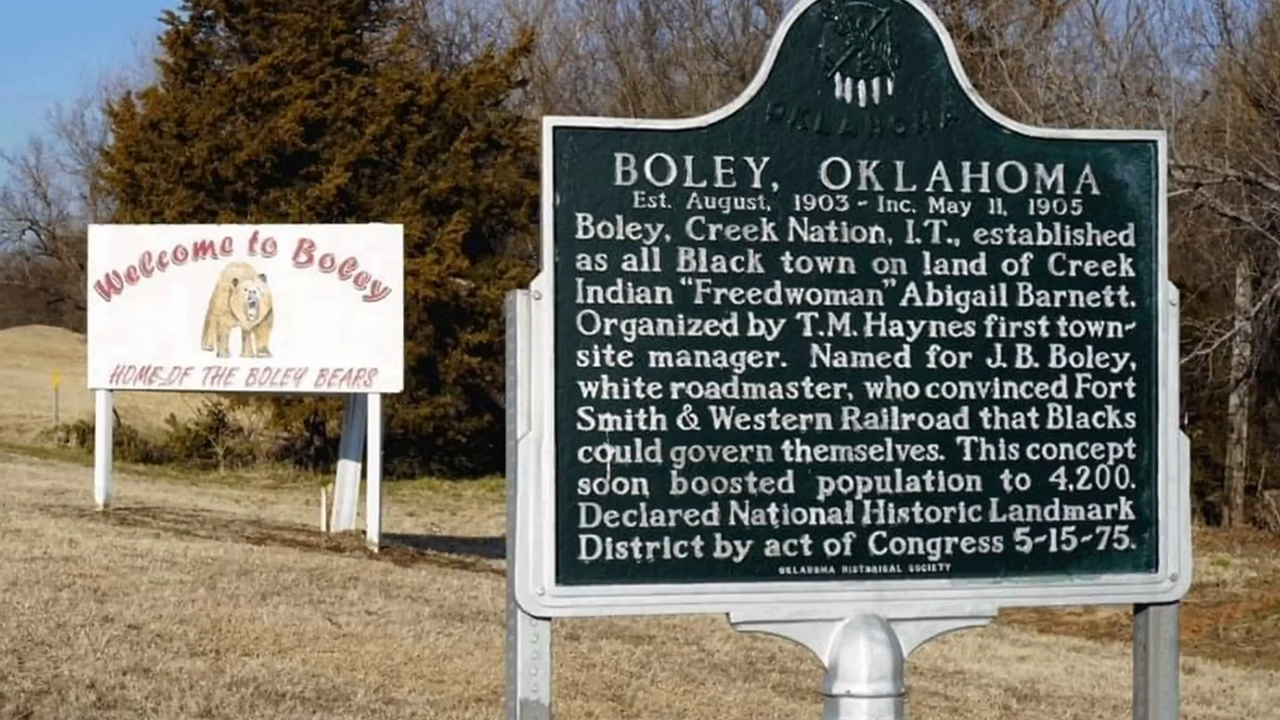 Welcome to Boley
HOME OF THE BOLEY BEARS
OKLAHOMA
BOLEY, OKLAHOMA
Est. August, 1903 - Inc. May 11, 1905
Boley, Creek Nation, I.T., established
as all Black town on land of Creek
Indian "Freedwoman" Abigail Barnett.
Organized by T.M. Haynes first town-
site manager. Named for J.B. Boley,
white roadmaster, who convinced Fort
Smith & Western Railroad that Blacks
could govern themselves. This concept
soon boosted population to 4,200.
Declared National Historic Landmark
District by act of Congress 5-15-75.
OKLAHOMA HISTORICAL SOCIETY